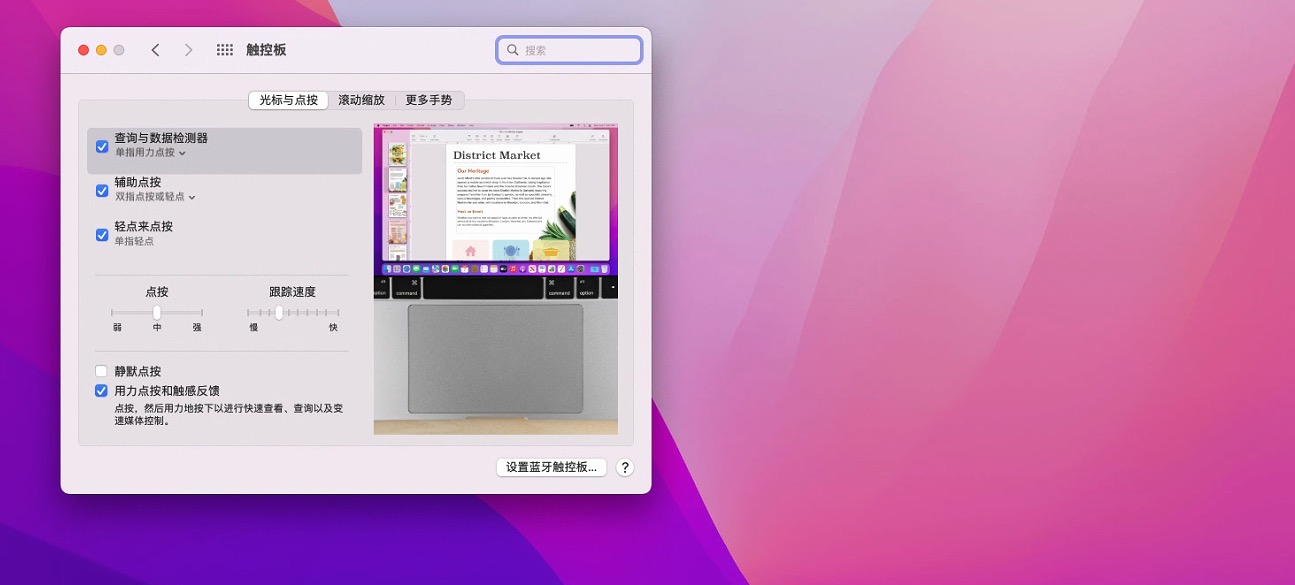 触控板
搜索
光标与点按
滚动缩放
更多手势
查询与数据检测器
单指用力点按
辅助点按
双指点按或轻点
轻点来点按
单指轻点
点按
弱 中 强
跟踪速度
慢 快
静默点按
用力点按和触感反馈
点按，然后用力地按下以进行快速查看、查询以及变
速媒体控制。
District Market
Our Heritage
option
command
command
option
设置蓝牙触控板...
?